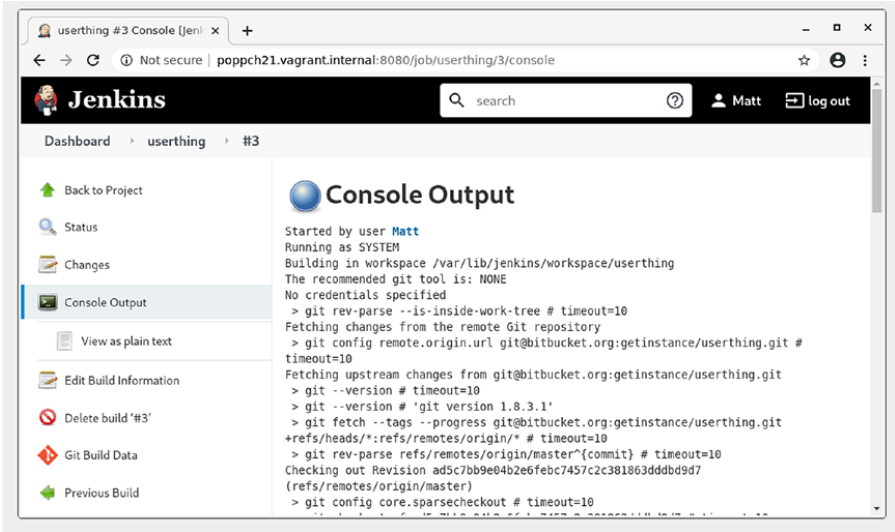 userthing #3 Console [Jenk
Not secure | poppch21.vagrant.internal:8080/job/userthing/3/console
Jenkins
search
Matt
log out
Dashboard
userthing
#3
Back to Project
Status
Changes
Console Output
View as plain text
Edit Build Information
Delete build ‘#3’
Git Build Data
Previous Build
Console Output
Started by user Matt
Running as SYSTEM
Building in workspace /var/lib/jenkins/workspace/userthing
The recommended git tool is: NONE
No credentials specified
> git rev-parse --is-inside-work-tree # timeout=10
Fetching changes from the remote Git repository
> git config remote.origin.url git@bitbucket.org:getinstance/userthing.git #
timeout=10
Fetching upstream changes from git@bitbucket.org:getinstance/userthing.git
> git --version # timeout=10
> git --version # 'git version 1.8.3.1'
> git fetch --tags --progress git@bitbucket.org:getinstance/userthing.git
+refs/heads/*:refs/remotes/origin/* # timeout=10
> git rev-parse refs/remotes/origin/master^{commit} # timeout=10
Checking out Revision ad5c7bb9e04b2e6febc7457c2c381863dddbd9d7
(refs/remotes/origin/master)
> git config core.sparsecheckout # timeout=10